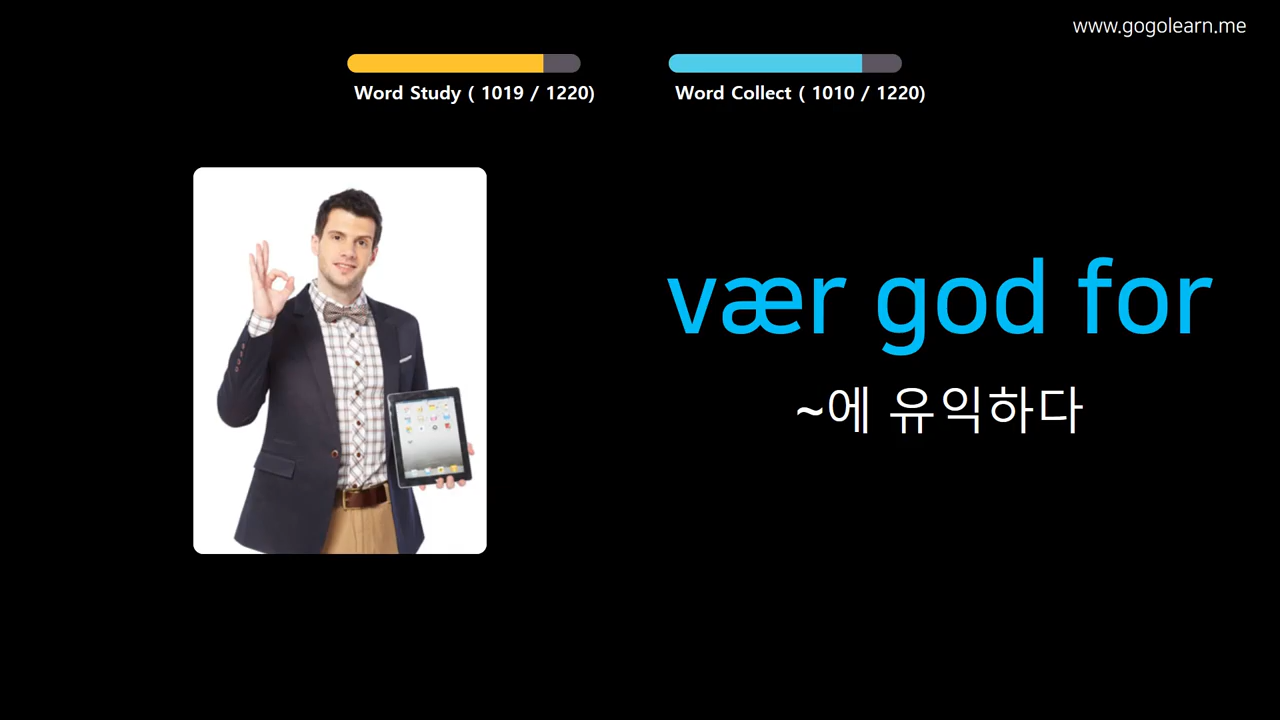 www.gogolearn.me
Word Study ( 1019 / 1220)
Word Collect ( 1010 / 1220)
vær god for
~에 유익하다